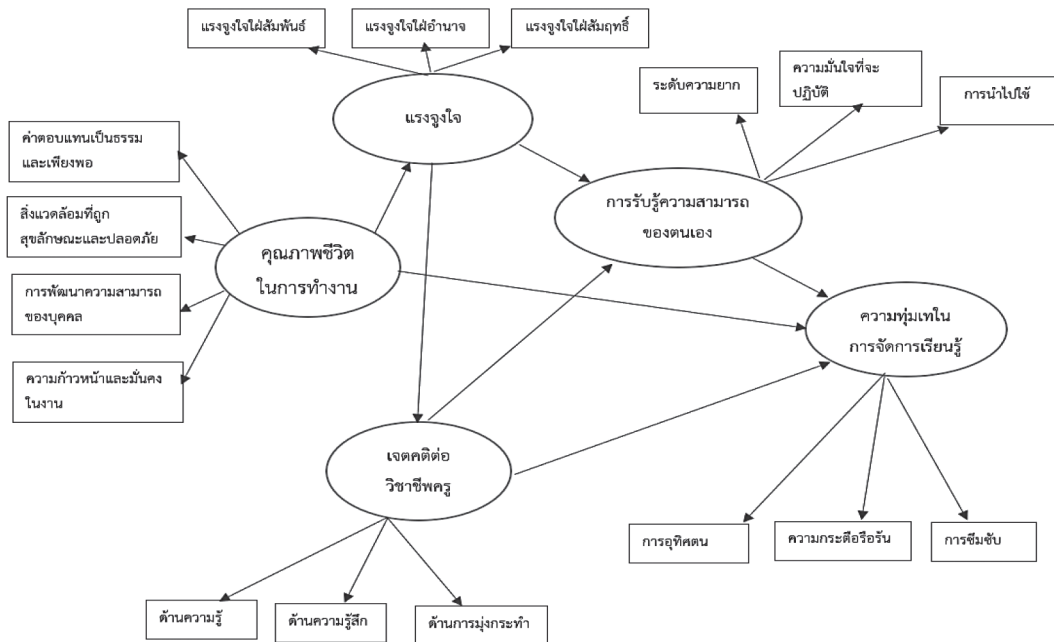 แรงจูงใจใฝ่สัมพันธ์
แรงจูงใจใฝ่อำนาจ
แรงจูงใจใฝ่สัมฤทธิ์
แรงจูงใจ
ระดับความยาก
ความมั่นใจที่จะ
ปฏิบัติ
การนำไปใช้
ค่าตอบแทนเป็นธรรม
และเพียงพอ
สิ่งแวดล้อมที่ถูก
สุขลักษณะและปลอดภัย
การพัฒนาความสามารถ
ของบุคคล
ความก้าวหน้าและมั่นคง
ในงาน
คุณภาพชีวิต
ในการทำงาน
การรับรู้ความสามารถ
ของตนเอง
ความทุ่มเทใน
การจัดการเรียนรู้
เจตคติต่อ
วิชาชีพครู
การอุทิศตน
ความกระตือรือรัน
การซึมซับ
ด้านความรู้
ด้านความรู้สึก
ด้านการมุ่งกระทำ